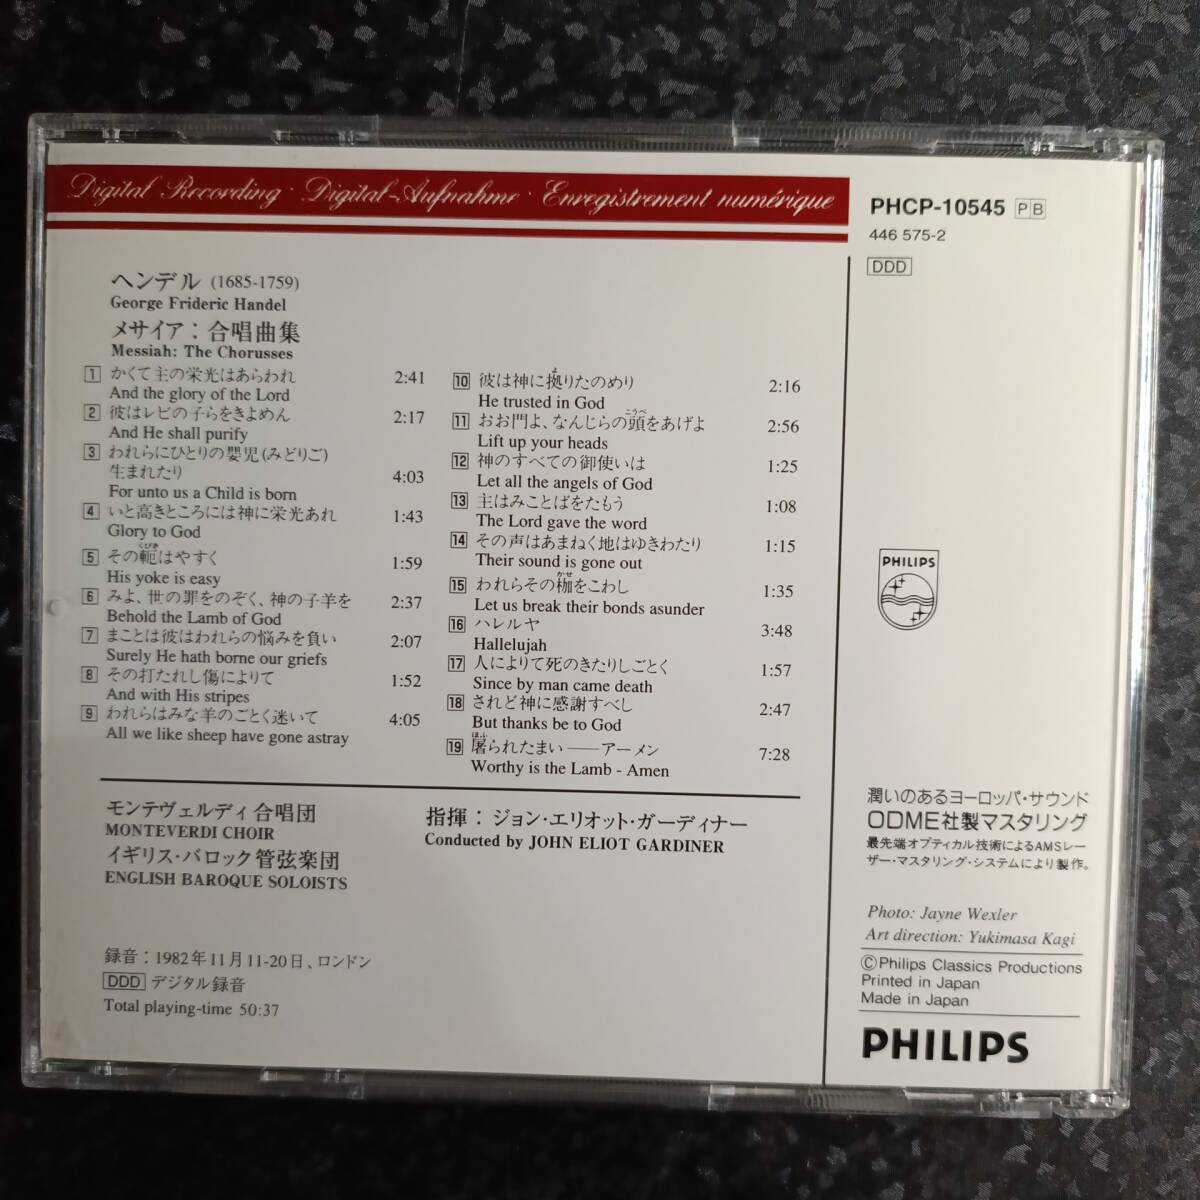 Digital Recording · Digital-Aufnahme · Enregistrement numérique
PHCP-10545 PB
446 575-2
DDD
ヘンデル (1685-1759)
George Frideric Handel
メサイア：合唱曲集
Messiah: The Chorusses
1 かくて主の栄光はあらわれ 2:41
And the glory of the Lord
2 彼はレビの子らをきよめん 2:17
And He shall purify
3 われらにひとりの嬰児(みどりご)
生まれたり 4:03
For unto us a Child is born
4 いと高きところには神に栄光あれ 1:43
Glory to God
くびき
5 その軛はやすく 1:59
His yoke is easy
6 みよ、世の罪をのぞく、神の子羊を 2:37
Behold the Lamb of God
7 まことは彼はわれらの悩みを負い 2:07
Surely He hath borne our griefs
8 その打たれし傷によりて 1:52
And with His stripes
9 われらはみな羊のごとく迷いて 4:05
All we like sheep have gone astray
よ
10 彼は神に拠りたのめり 2:16
He trusted in God
こうべ
11 おお門よ、なんじらの頭をあげよ 2:56
Lift up your heads
12 神のすべての御使いは 1:25
Let all the angels of God
13 主はみことばをたもう 1:08
The Lord gave the word
14 その声はあまねく地はゆきわたり 1:15
Their sound is gone out
かせ
15 われらその枷をこわし 1:35
Let us break their bonds asunder
16 ハレルヤ 3:48
Hallelujah
17 人によりて死のきたりしごとく 1:57
Since by man came death
18 されど神に感謝すべし 2:47
But thanks be to God
ほふ
19 屠られたまい——アーメン 7:28
Worthy is the Lamb - Amen
モンテヴェルディ合唱団
MONTEVERDI CHOIR
イギリス・バロック管弦楽団
ENGLISH BAROQUE SOLOISTS
指揮：ジョン・エリオット・ガーディナー
Conducted by JOHN ELIOT GARDINER
録音：1982年11月11-20日、ロンドン
DDD デジタル録音
Total playing-time 50:37
PHILIPS
潤いのあるヨーロッパ・サウンド
ODME社製マスタリング
最先端オプティカル技術によるAMSレー
ザー・マスタリング・システムにより製作。
Photo: Jayne Wexler
Art direction: Yukimasa Kagi
©Philips Classics Productions
Printed in Japan
Made in Japan
PHILIPS